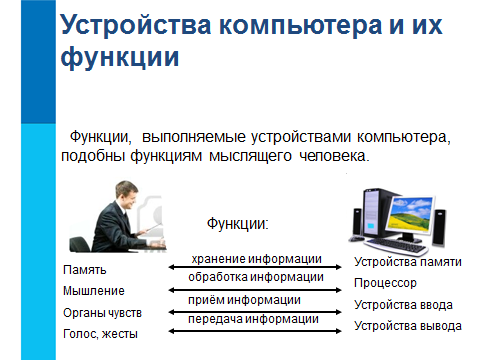 Устройства компьютера и их
функции
Функции, выполняемые устройствами компьютера,
подобны функциям мыслящего человека.
Функции:
Память
хранение информации
Устройства памяти
Мышление
обработка информации
Процессор
Органы чувств
приём информации
Устройства ввода
Голос, жесты
передача информации
Устройства вывода